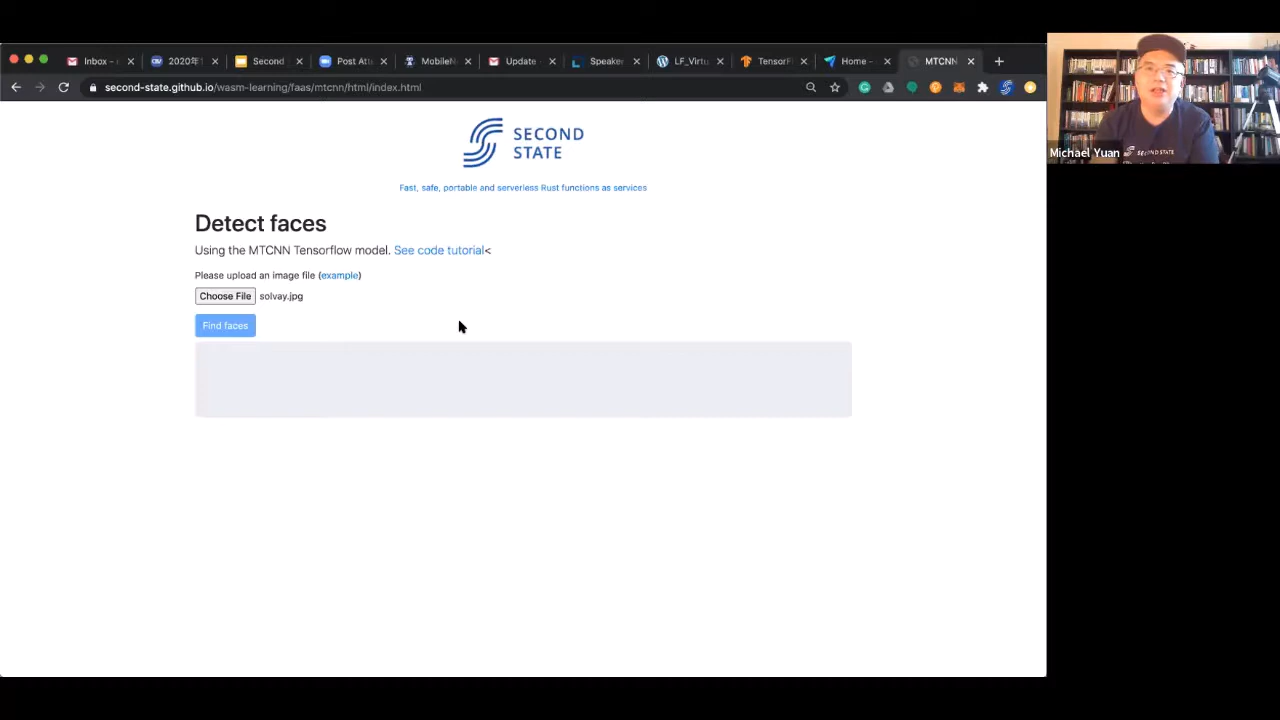 Inbox –
2020年
Second
Post Att
MobileN
Update
Speaker
LF_Virtu
TensorF
Home –
MTCNN
second-state.github.io/wasm-learning/faas/mtcnn/html/index.html
SECOND
STATE
Michael Yuan
SECOND STATE
Fast, safe, portable and serverless Rust functions as services
Detect faces
Using the MTCNN Tensorflow model. See code tutorial<
Please upload an image file (example)
Choose File solvay.jpg
Find faces